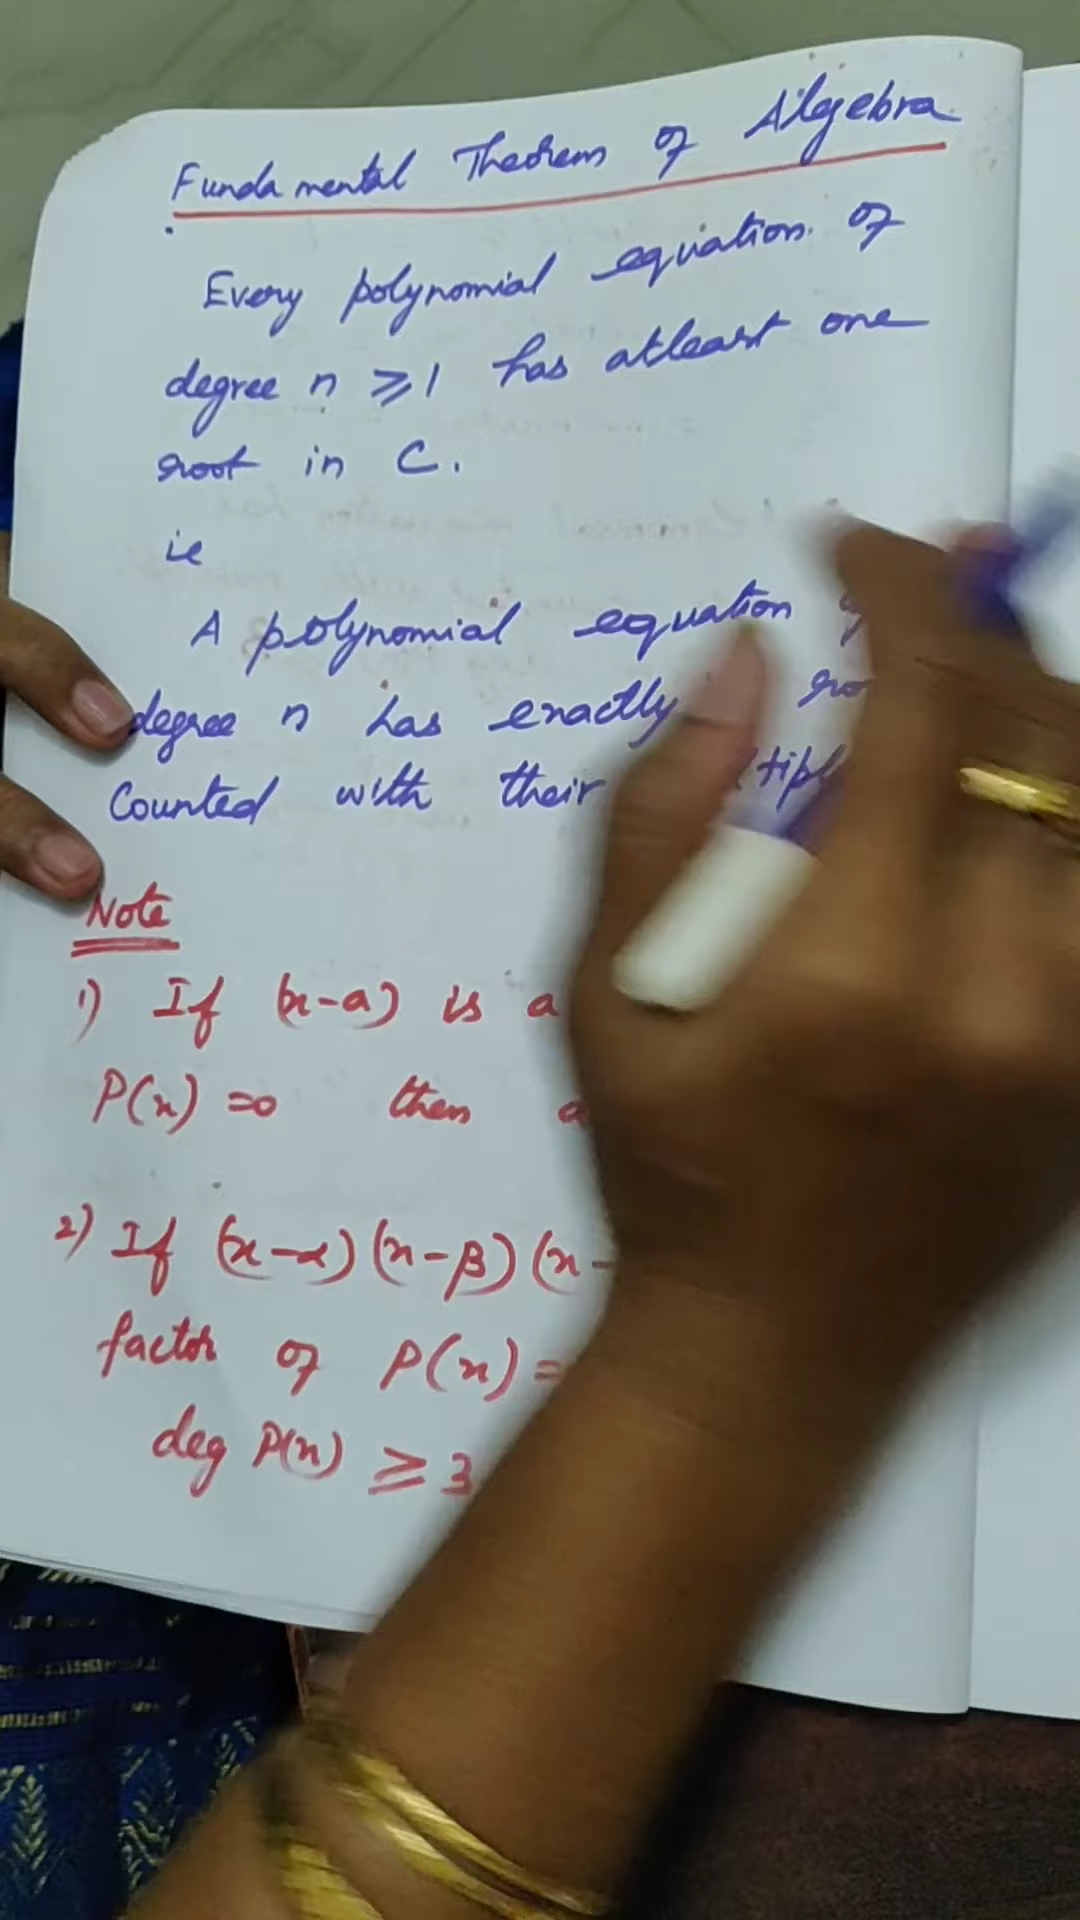 Fundamental Theorem of Algebra
Every polynomial equation of
degree n ≥ 1 has atleast one
root in C.
ie
A polynomial equation
degree n has exactly
Counted with their
Note
1) If (x-a) is a
P(x) =0 then a
2) If (x-α) (x-β) (x-
factor of P(x) =
deg P(x) ≥ 3